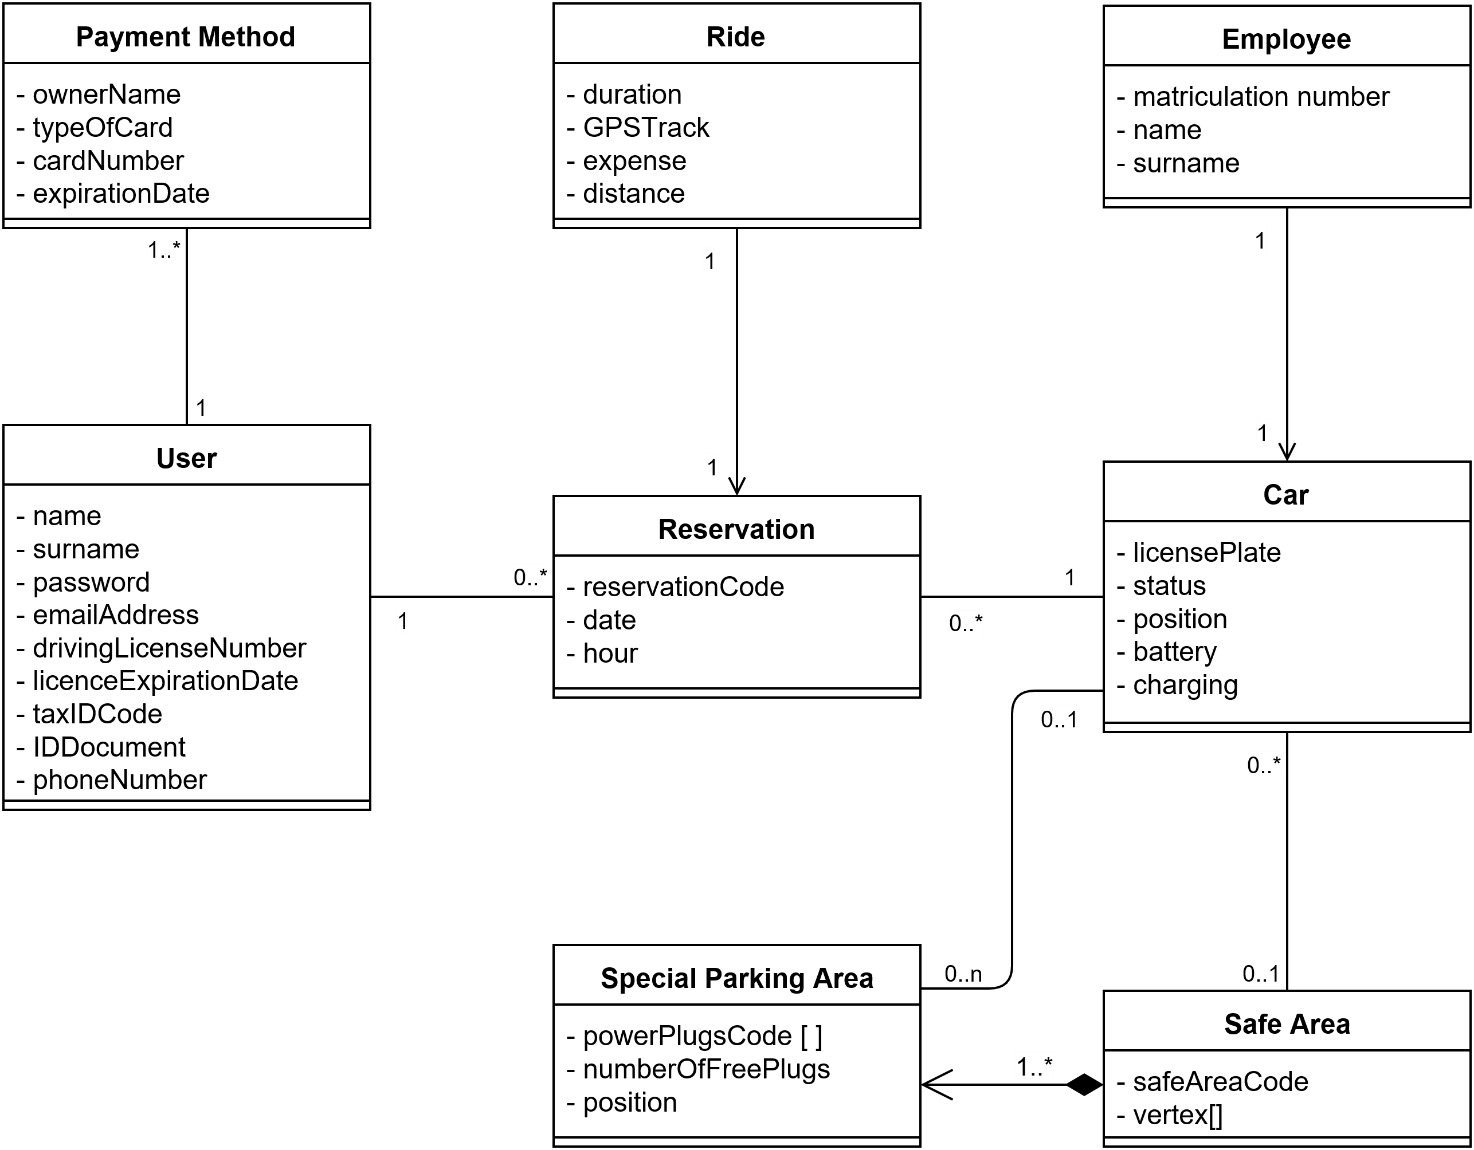 Payment Method
- ownerName
- typeOfCard
- cardNumber
- expirationDate
Ride
- duration
- GPSTrack
- expense
- distance
Employee
- matriculation number
- name
- surname
1..*
1
1
1
1
1
User
- name
- surname
- password
- emailAddress
- drivingLicenseNumber
- licenceExpirationDate
- taxIDCode
- IDDocument
- phoneNumber
1
0..*
Reservation
- reservationCode
- date
- hour
0..*
1
Car
- licensePlate
- status
- position
- battery
- charging
0..1
0..*
0..n
0..1
Special Parking Area
- powerPlugsCode [ ]
- numberOfFreePlugs
- position
1..*
Safe Area
- safeAreaCode
- vertex[]